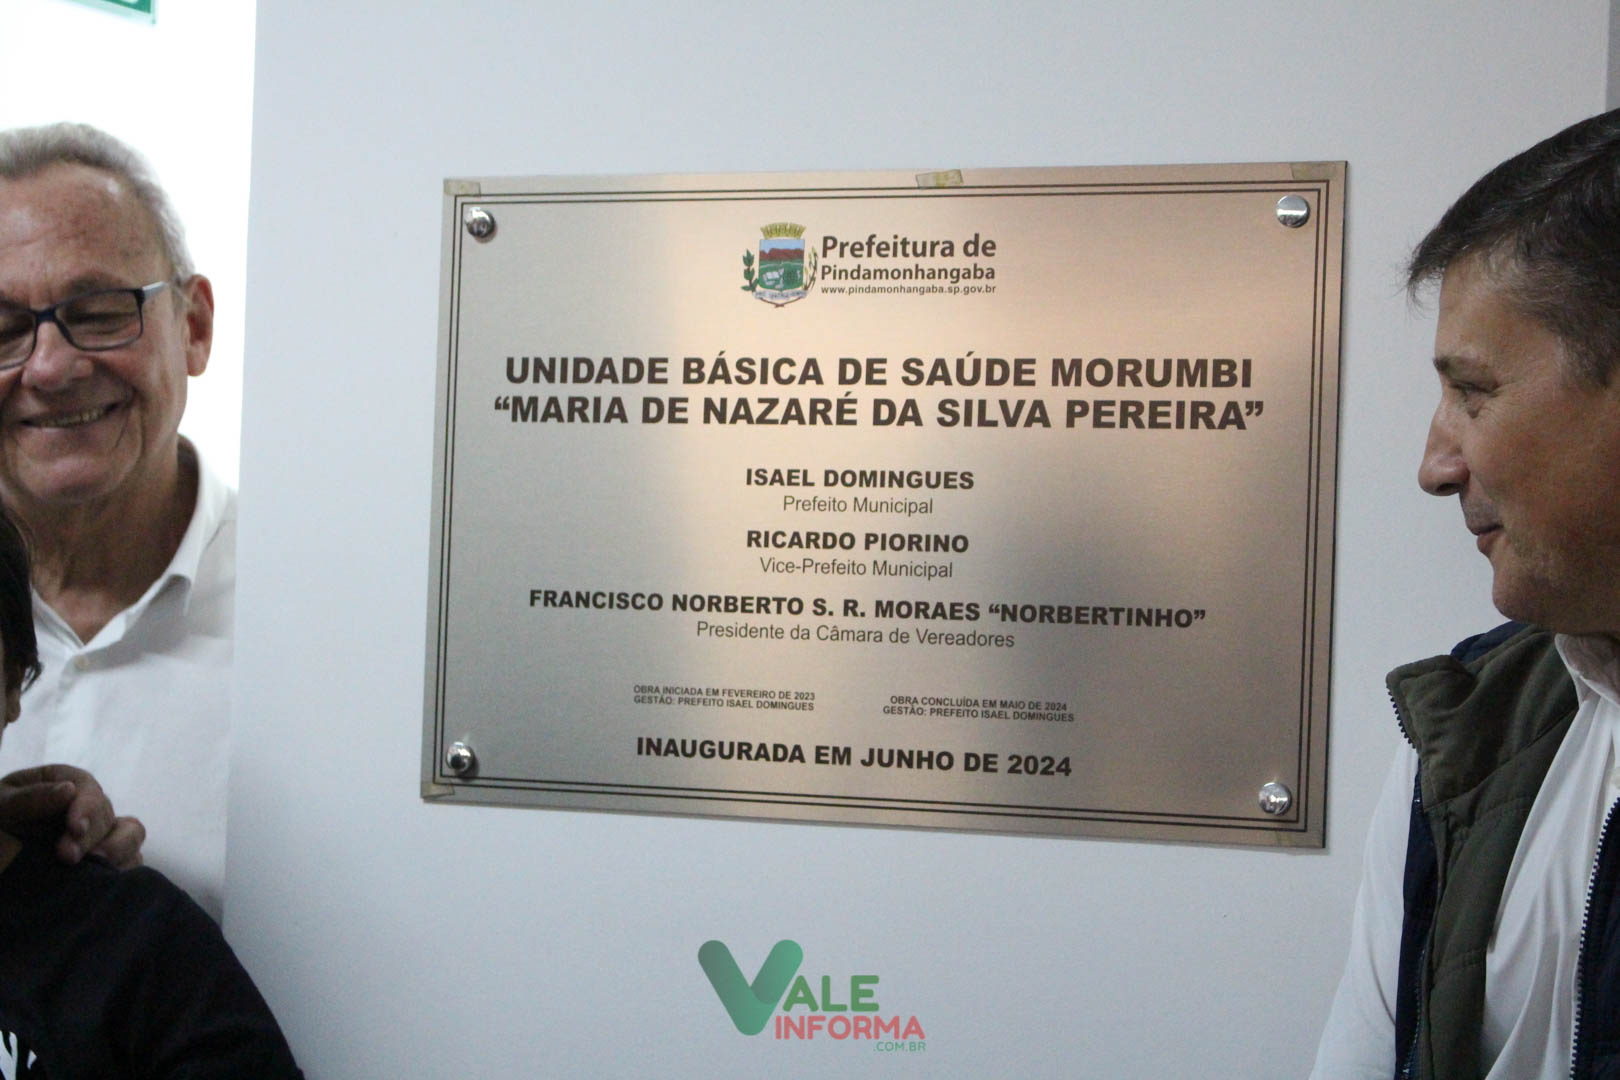 Prefeitura de
Pindamonhangaba
www.pindamonhangaba.sp.gov.br
UNIDADE BÁSICA DE SAÚDE MORUMBI
“MARIA DE NAZARÉ DA SILVA PEREIRA”
ISAEL DOMINGUES
Prefeito Municipal
RICARDO PIORINO
Vice-Prefeito Municipal
FRANCISCO NORBERTO S. R. MORAES “NORBERTINHO”
Presidente da Câmara de Vereadores
OBRA INICIADA EM FEVEREIRO DE 2023
GESTÃO: PREFEITO ISAEL DOMINGUES
OBRA CONCLUÍDA EM MAIO DE 2024
GESTÃO: PREFEITO ISAEL DOMINGUES
INAUGURADA EM JUNHO DE 2024
VALE
INFORMA
.COM.BR